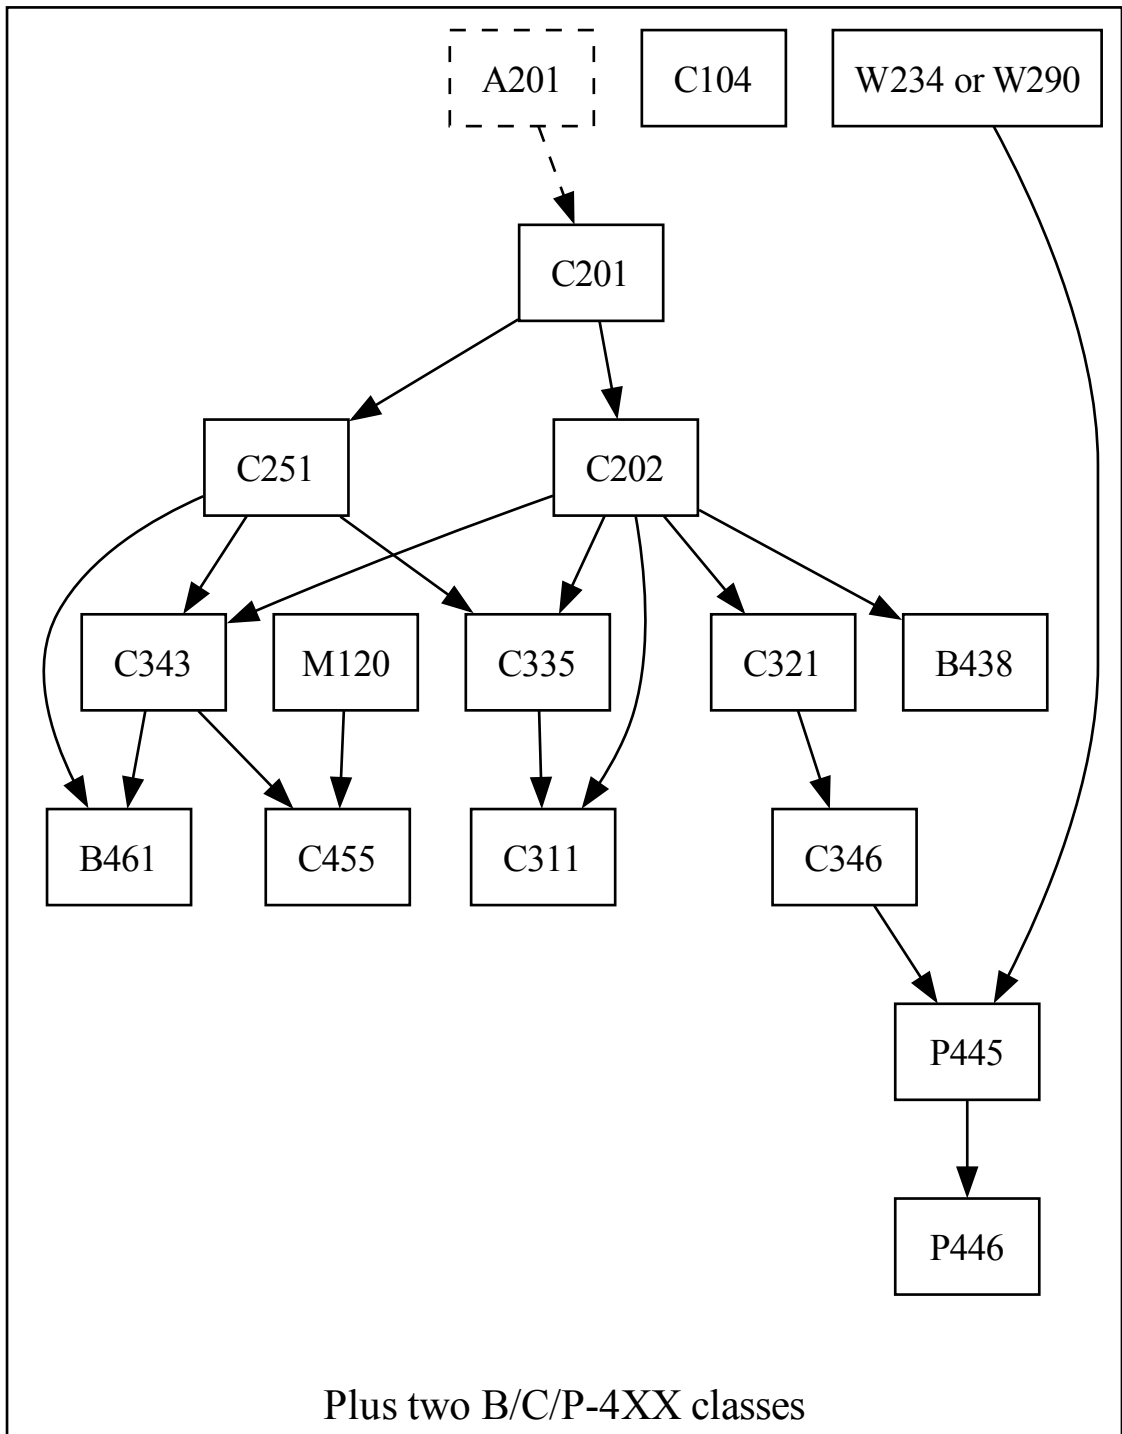 A201
C104
W234 or W290
C201
C251
C202
C343
M120
C335
C321
B438
B461
C455
C311
C346
P445
P446
Plus two B/C/P-4XX classes